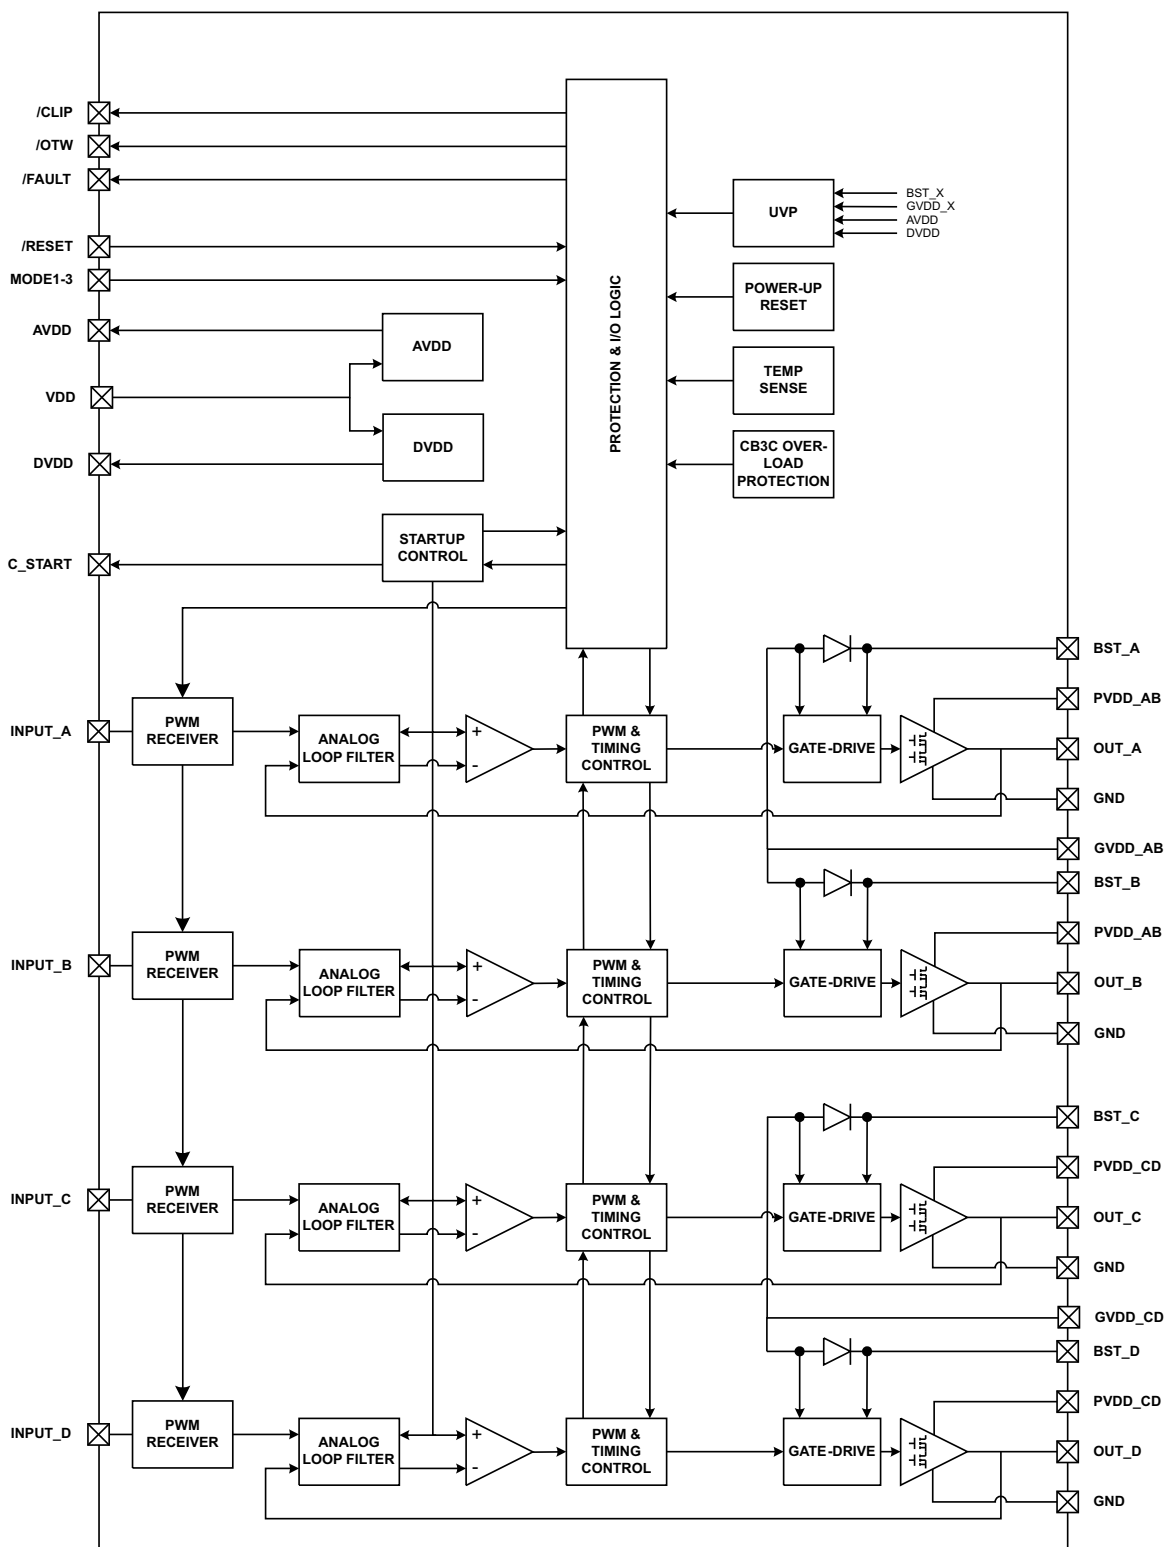 /CLIP
/OTW
/FAULT
/RESET
MODE1-3
AVDD
VDD
DVDD
C_START
AVDD
DVDD
STARTUP
CONTROL
PROTECTION & I/O LOGIC
UVP
BST_X
GVDD_X
AVDD
DVDD
POWER-UP
RESET
TEMP
SENSE
CB3C OVER-
LOAD
PROTECTION
INPUT_A
PWM
RECEIVER
ANALOG
LOOP FILTER
+
-
PWM &
TIMING
CONTROL
GATE-DRIVE
BST_A
PVDD_AB
OUT_A
GND
GVDD_AB
BST_B
INPUT_B
PWM
RECEIVER
ANALOG
LOOP FILTER
+
-
PWM &
TIMING
CONTROL
GATE-DRIVE
PVDD_AB
OUT_B
GND
BST_C
INPUT_C
PWM
RECEIVER
ANALOG
LOOP FILTER
+
-
PWM &
TIMING
CONTROL
GATE-DRIVE
PVDD_CD
OUT_C
GND
GVDD_CD
BST_D
INPUT_D
PWM
RECEIVER
ANALOG
LOOP FILTER
+
-
PWM &
TIMING
CONTROL
GATE-DRIVE
PVDD_CD
OUT_D
GND